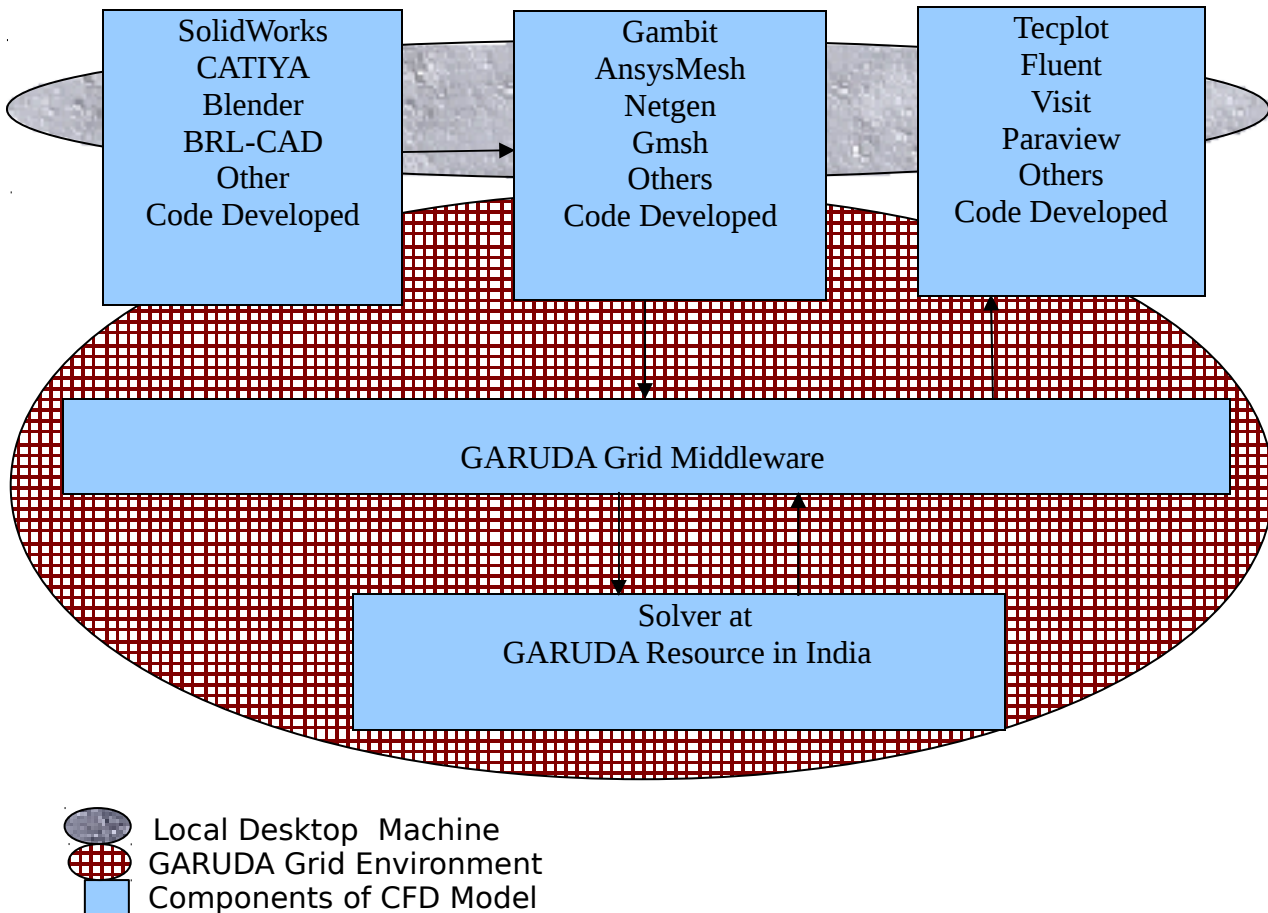 SolidWorks
CATIYA
Blender
BRL-CAD
Other
Code Developed
Gambit
AnsysMesh
Netgen
Gmsh
Others
Code Developed
Tecplot
Fluent
Visit
Paraview
Others
Code Developed
GARUDA Grid Middleware
Solver at
GARUDA Resource in India
Local Desktop Machine
GARUDA Grid Environment
Components of CFD Model